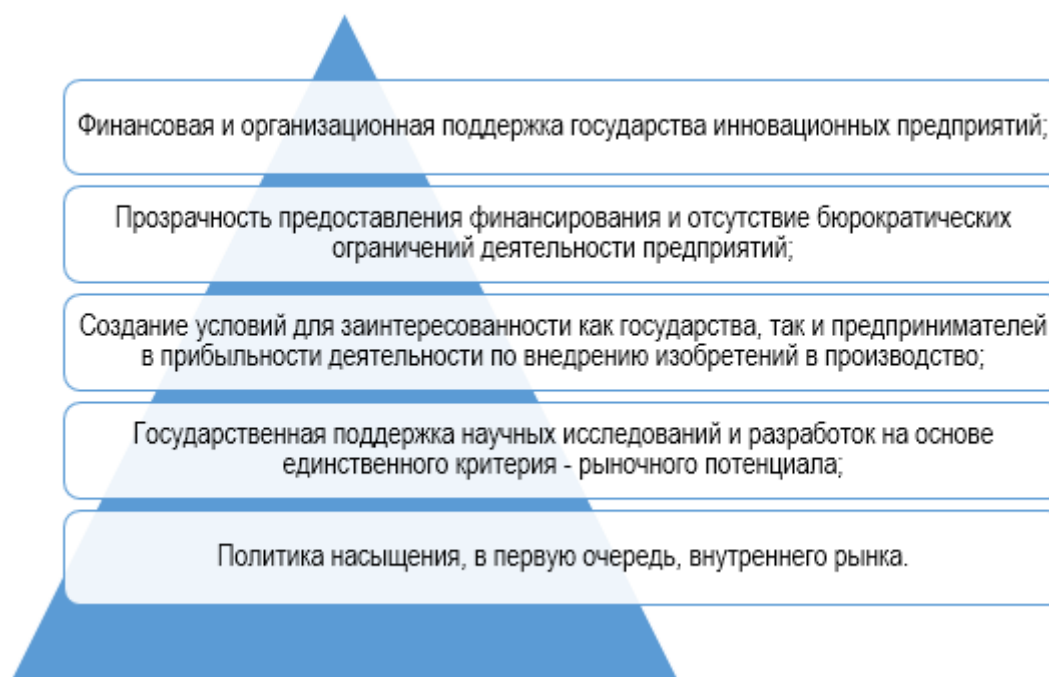 Финансовая и организационная поддержка государства инновационных предприятий;
Прозрачность предоставления финансирования и отсутствие бюрократических
ограничений деятельности предприятий;
Создание условий для заинтересованности как государства, так и предпринимателей
в прибыльности деятельности по внедрению изобретений в производство;
Государственная поддержка научных исследований и разработок на основе
единственного критерия - рыночного потенциала;
Политика насыщения, в первую очередь, внутреннего рынка.